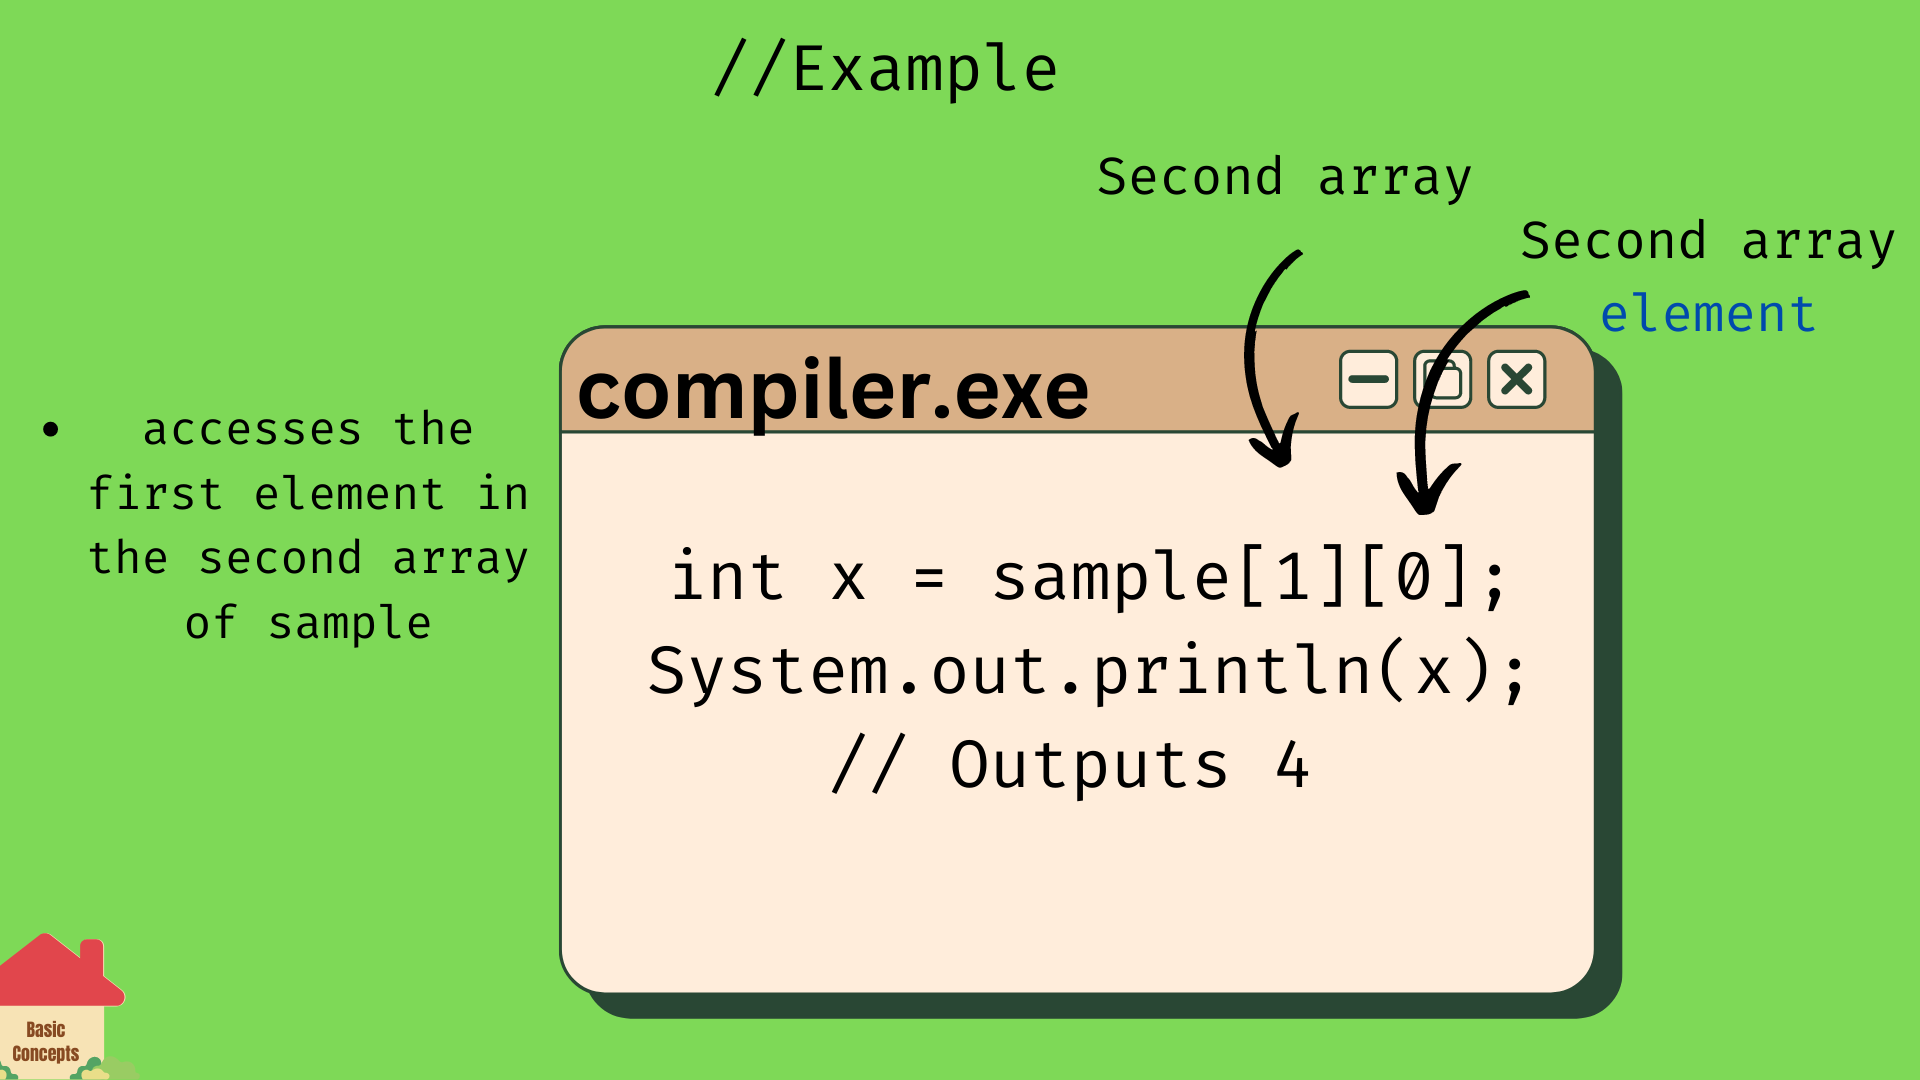 //Example
Second array
Second array
element
compiler.exe
• accesses the
first element in
the second array
of sample
int x = sample[1][0];
System.out.println(x);
// Outputs 4
Basic
Concepts